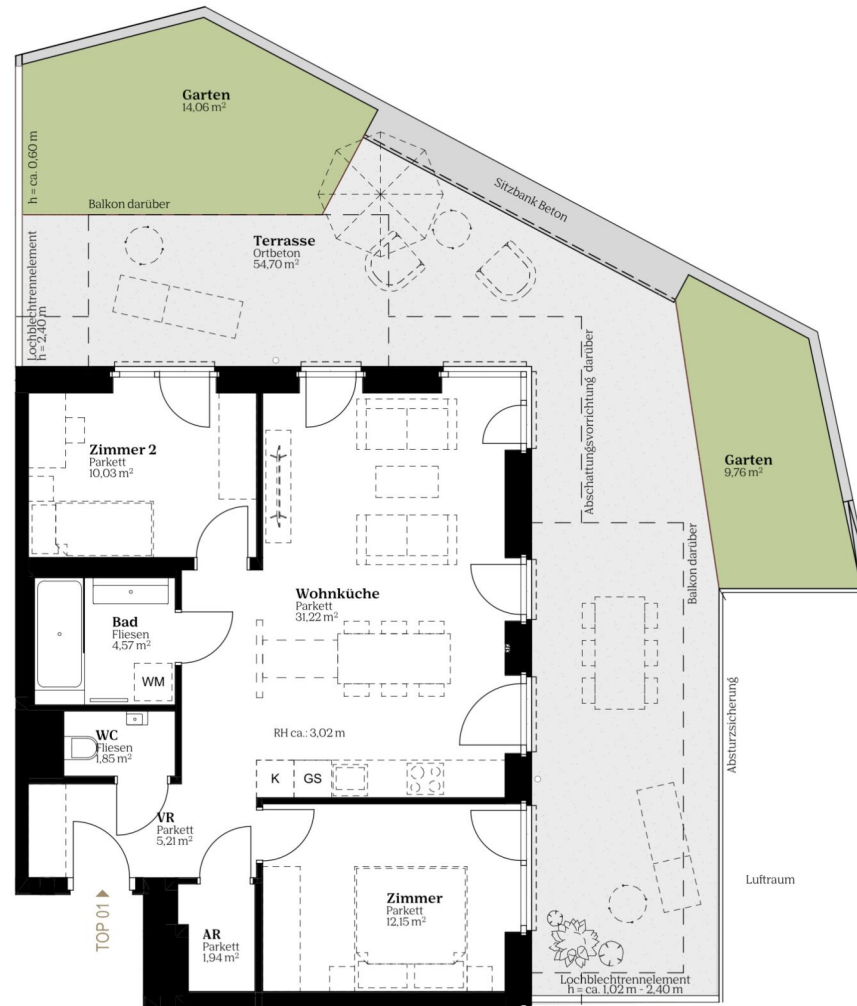 Garten
14,06 m²
h = ca. 0,60 m
Sitzbank Beton
Balkon darüber
Terrasse
Ortbeton
54,70 m²
Lochblechtrennelement
h = 2,40 m
Abschattungsvorrichtung darüber
Garten
9,76 m²
Zimmer 2
Parkett
10,03 m²
Balkon darüber
Wohnküche
Parkett
31,22 m²
Bad
Fliesen
4,57 m²
WM
Absturzsicherung
WC
Fliesen
1,85 m²
RH ca.: 3,02 m
K
GS
VR
Parkett
5,21 m²
Luftraum
TOP 01
Zimmer
Parkett
12,15 m²
AR
Parkett
1,94 m²
Lochblechtrennelement
h = ca. 1,02 m - 2,40 m